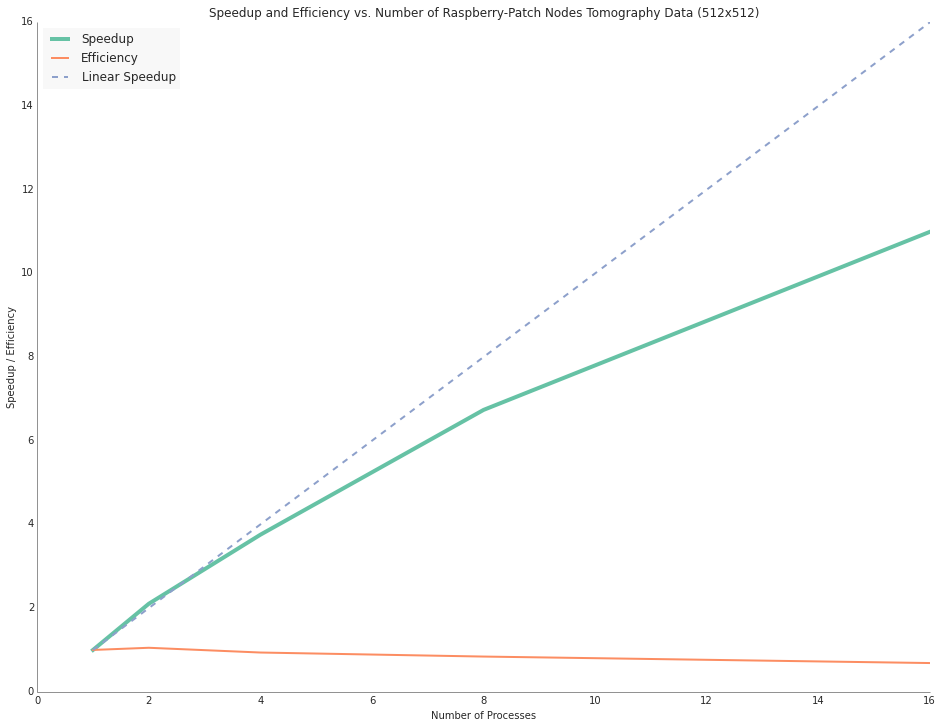 Speedup and Efficiency vs. Number of Raspberry-Patch Nodes Tomography Data (512x512)
Speedup
Efficiency
Linear Speedup
16
14
12
10
8
6
4
2
0
Speedup / Efficiency
0 2 4 6 8 10 12 14 16
Number of Processes